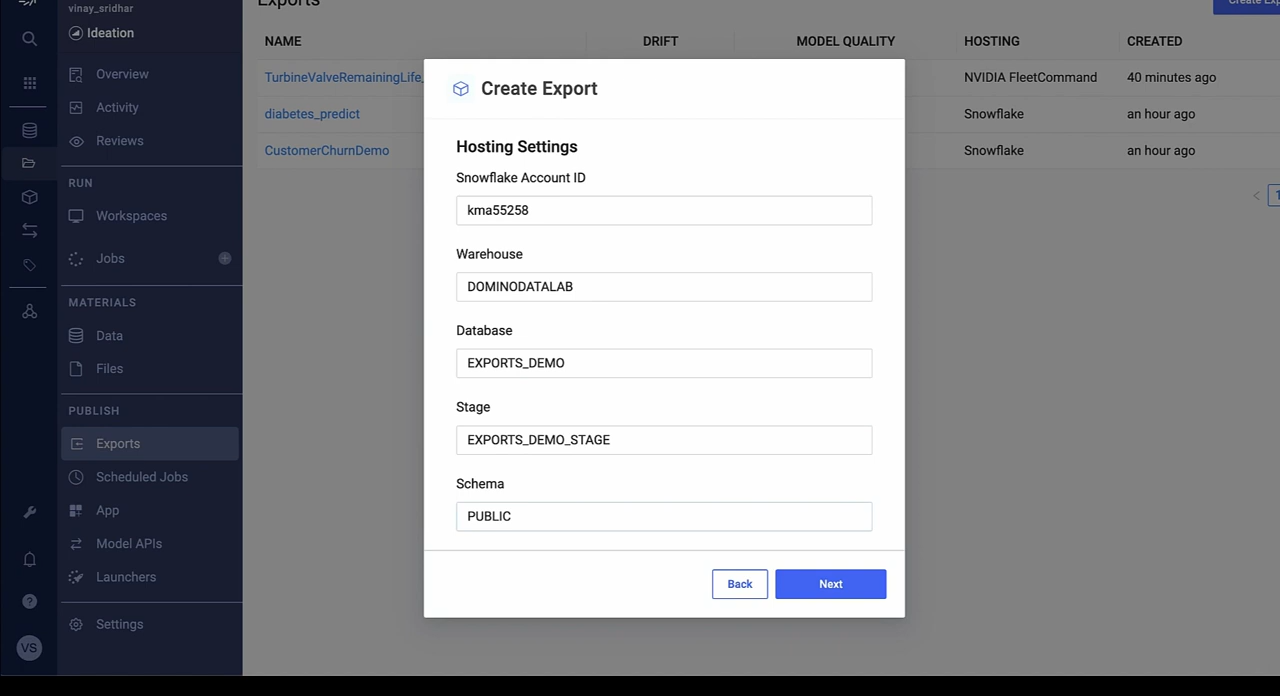 vinay_sridhar
Ideation
Overview
Activity
Reviews
RUN
Workspaces
Jobs
MATERIALS
Data
Files
PUBLISH
Exports
Scheduled Jobs
App
Model APIs
Launchers
Settings
VS
Exports
Create
NAME DRIFT MODEL QUALITY HOSTING CREATED
TurbineValveRemainingLife_ NVIDIA FleetCommand 40 minutes ago
diabetes_predict Snowflake an hour ago
CustomerChurnDemo Snowflake an hour ago
Create Export
Hosting Settings
Snowflake Account ID
kma55258
Warehouse
DOMINODATALAB
Database
EXPORTS_DEMO
Stage
EXPORTS_DEMO_STAGE
Schema
PUBLIC
Back Next